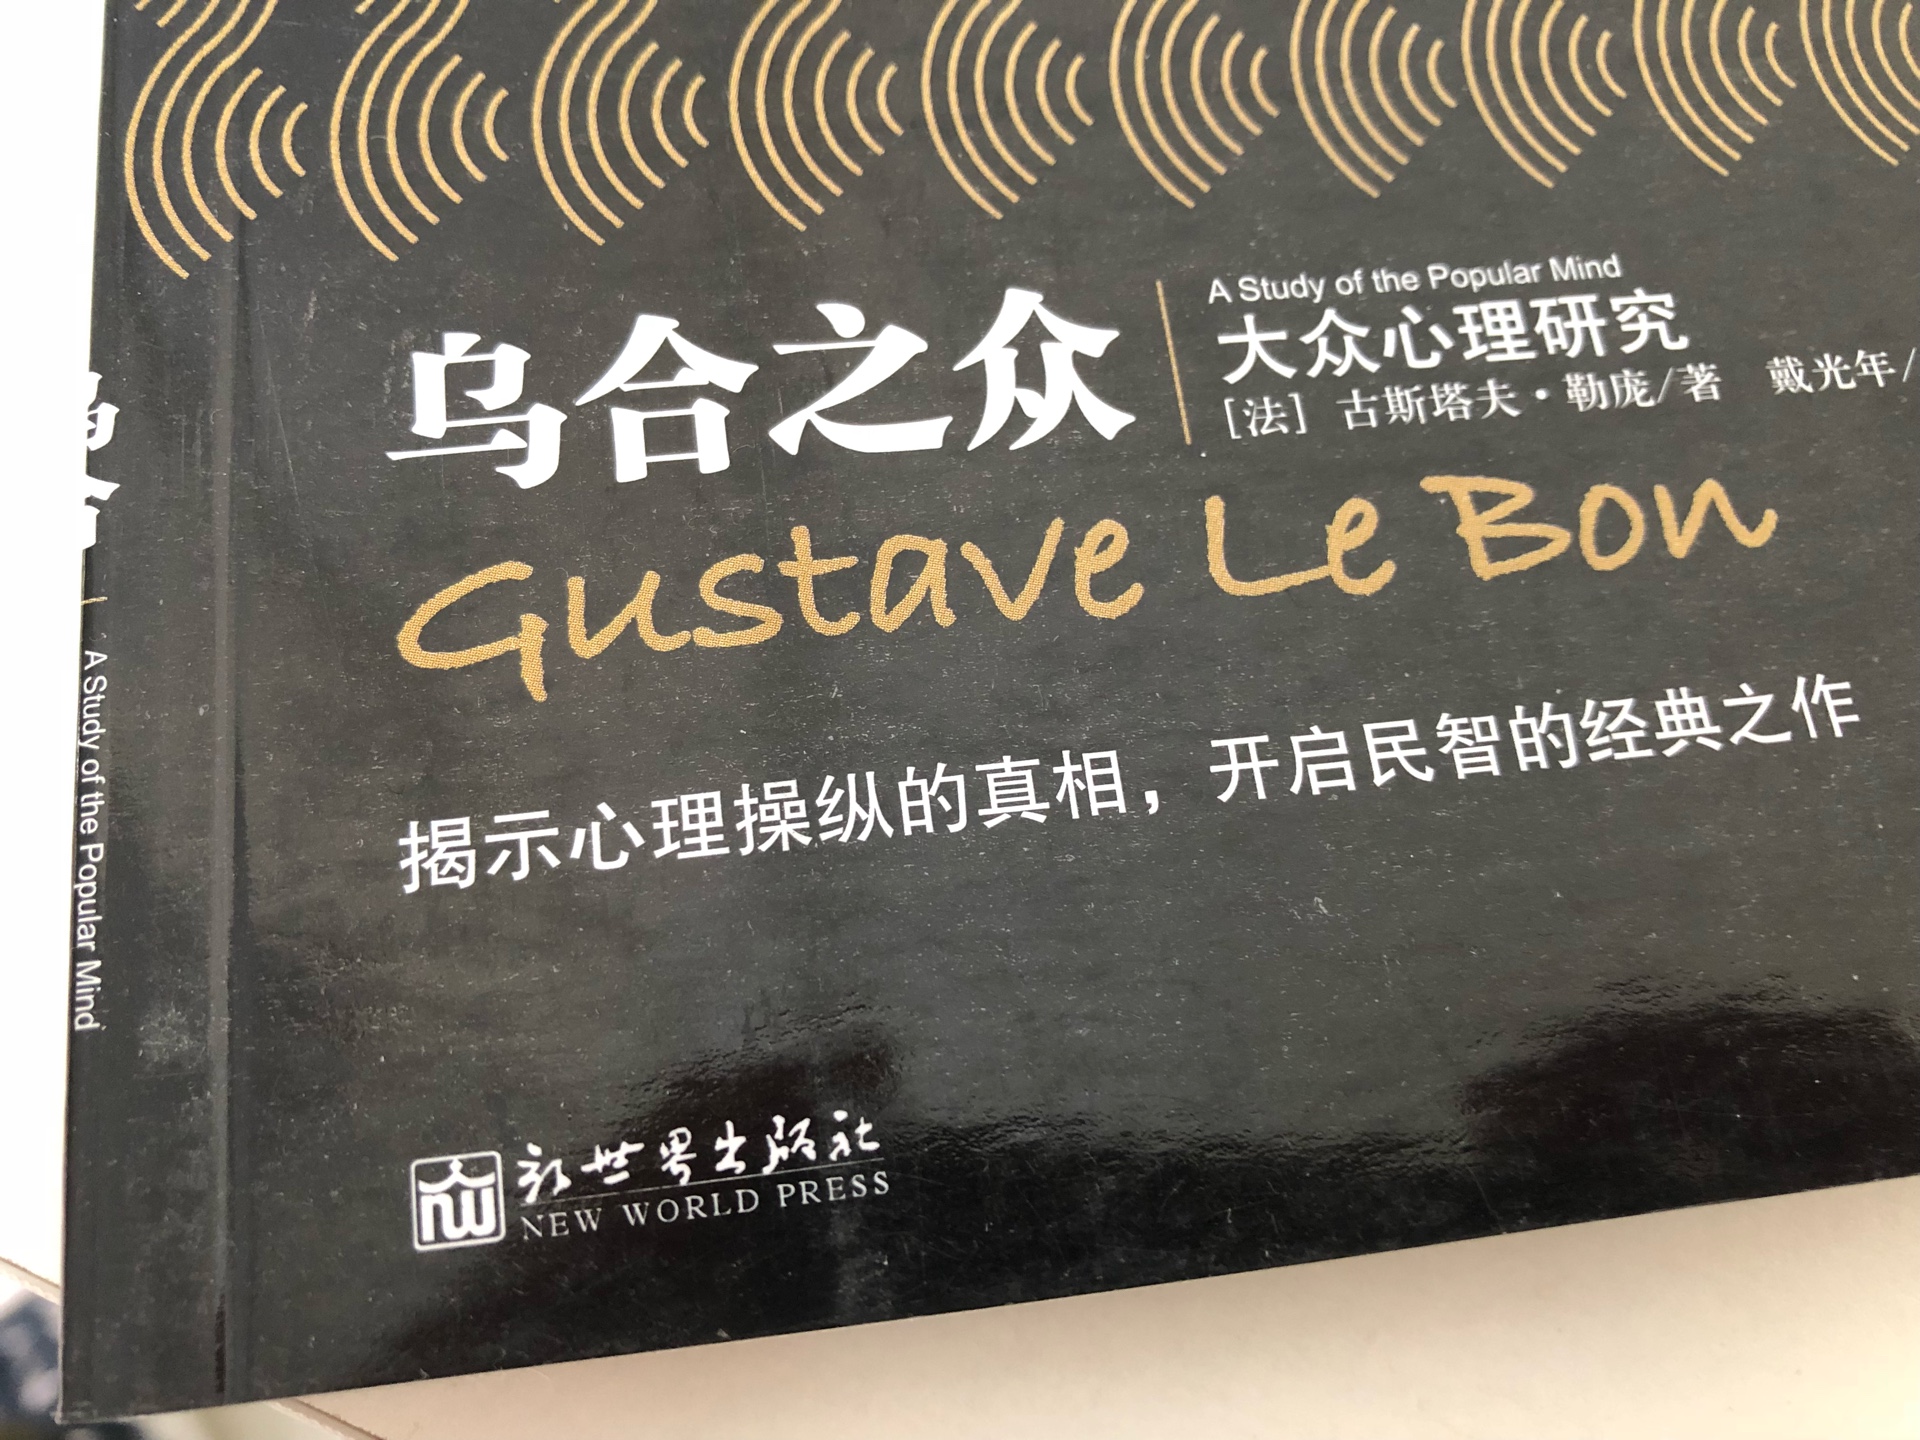 乌合之众
A Study of the Popular Mind
大众心理研究
[法] 古斯塔夫·勒庞/著 戴光年/
Gustave Le Bon
揭示心理操纵的真相，开启民智的经典之作
新世界出版社
NEW WORLD PRESS
A Study of the Popular Mind